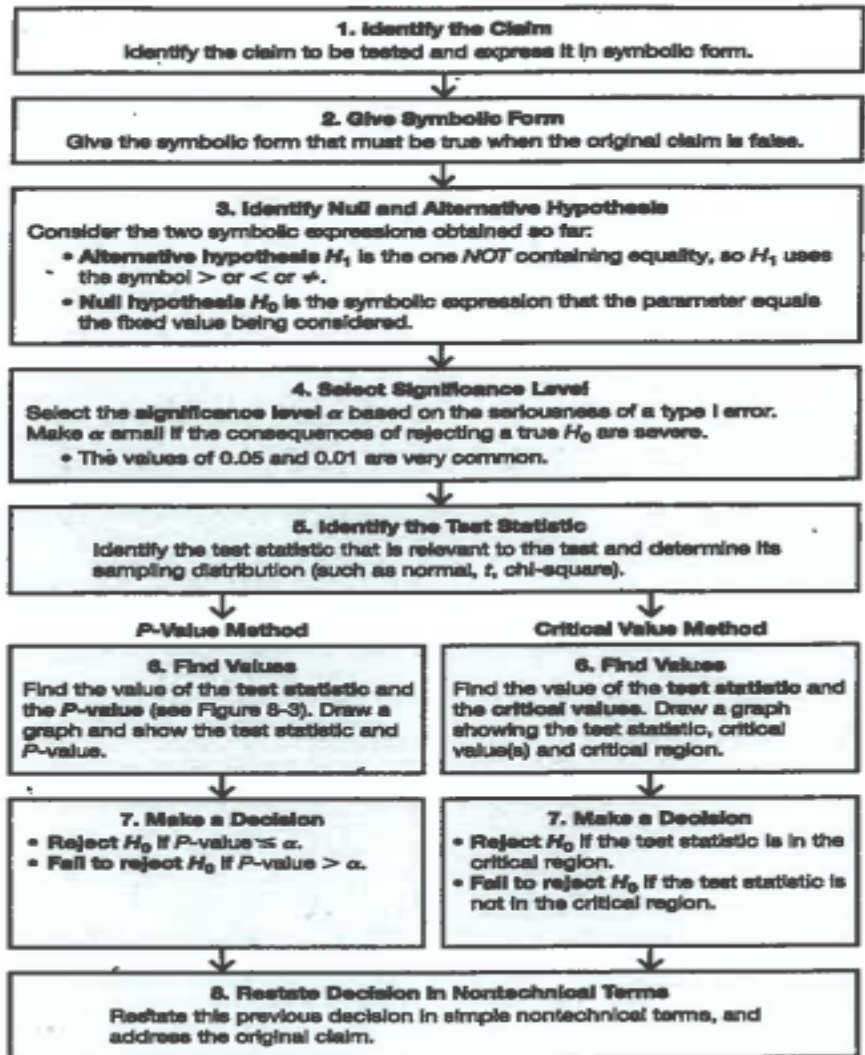 1. Identify the Claim
Identify the claim to be tested and express it in symbolic form.
2. Give Symbolic Form
Give the symbolic form that must be true when the original claim is false.
3. Identify Null and Alternative Hypothesis
Consider the two symbolic expressions obtained so far:
• Alternative hypothesis H₁ is the one NOT containing equality, so H₁ uses
the symbol > or < or ≠.
• Null hypothesis H₀ is the symbolic expression that the parameter equals
the fixed value being considered.
4. Select Significance Level
Select the significance level α based on the seriousness of a type I error.
Make α small if the consequences of rejecting a true H₀ are severe.
• The values of 0.05 and 0.01 are very common.
5. Identify the Test Statistic
Identify the test statistic that is relevant to the test and determine its
sampling distribution (such as normal, t, chi-square).
P-Value Method
6. Find Values
Find the value of the test statistic and
the P-value (see Figure 8-3). Draw a
graph and show the test statistic and
P-value.
7. Make a Decision
• Reject H₀ if P-value ≤ α.
• Fail to reject H₀ if P-value > α.
Critical Value Method
6. Find Values
Find the value of the test statistic and
the critical values. Draw a graph
showing the test statistic, critical
value(s) and critical region.
7. Make a Decision
• Reject H₀ if the test statistic is in the
critical region.
• Fail to reject H₀ if the test statistic is
not in the critical region.
8. Restate Decision in Nontechnical Terms
Restate this previous decision in simple nontechnical terms, and
address the original claim.